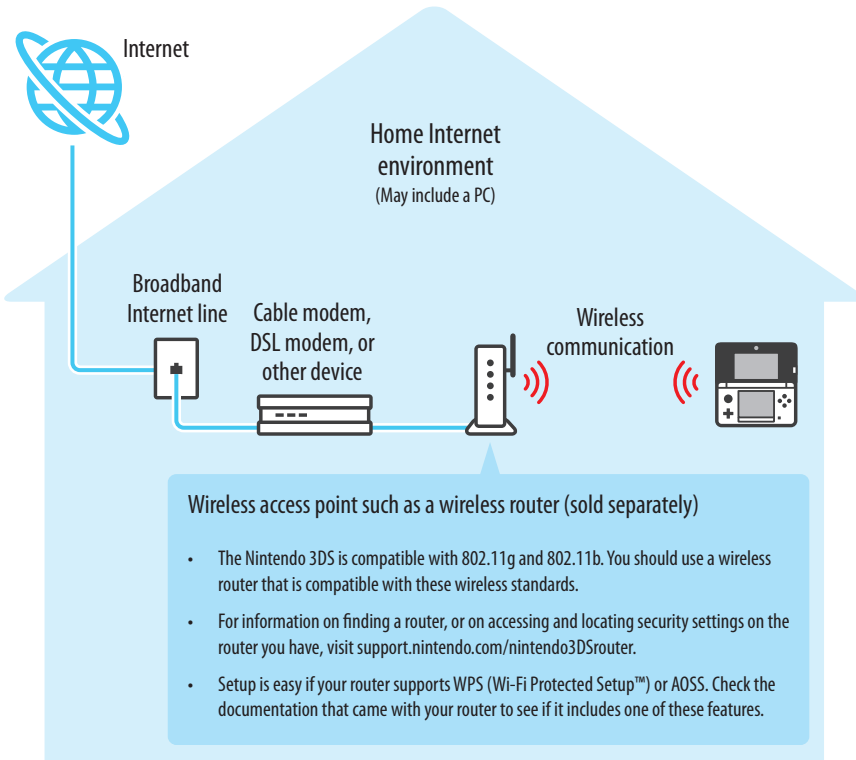 Internet
Home Internet
environment
(May include a PC)
Broadband
Internet line
Cable modem,
DSL modem, or
other device
Wireless
communication
Wireless access point such as a wireless router (sold separately)
• The Nintendo 3DS is compatible with 802.11g and 802.11b. You should use a wireless
router that is compatible with these wireless standards.
• For information on finding a router, or on accessing and locating security settings on the
router you have, visit support.nintendo.com/nintendo3DSrouter.
• Setup is easy if your router supports WPS (Wi-Fi Protected Setup™) or AOSS. Check the
documentation that came with your router to see if it includes one of these features.